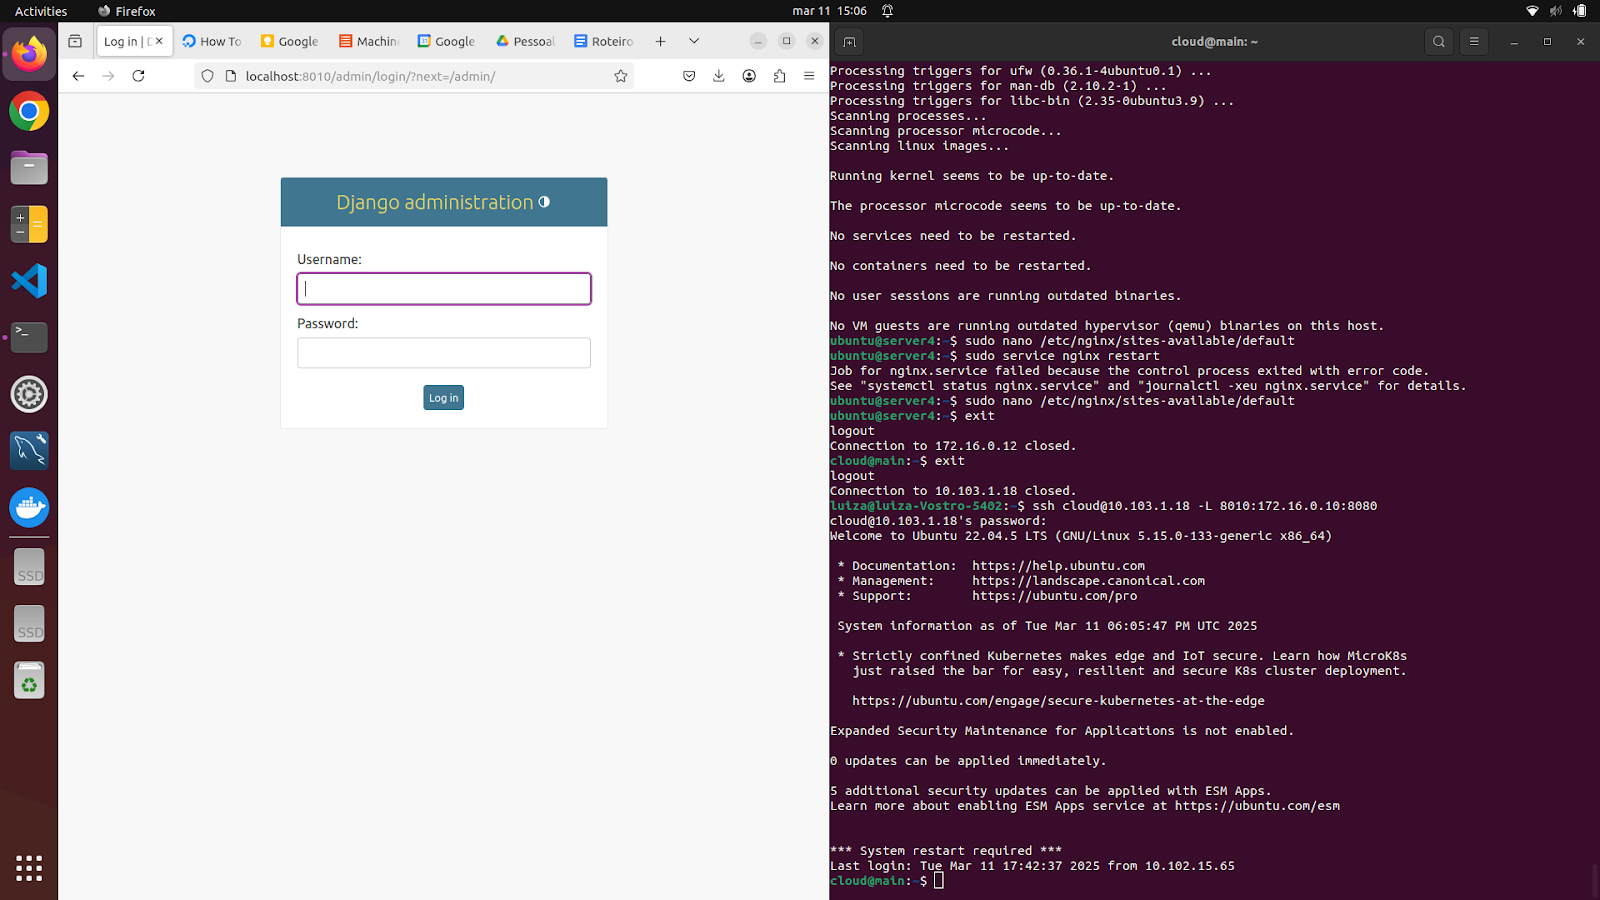 Activities
Firefox
mar 11 15:06
Log in | D
How To
Google
Machin
Google
Pessoal
Roteiro
localhost:8010/admin/login/?next=/admin/
Django administration
Username:
Password:
Log in
SSD
SSD
cloud@main: ~
Processing triggers for ufw (0.36.1-4ubuntu0.1) ...
Processing triggers for man-db (2.10.2-1) ...
Processing triggers for libc-bin (2.35-0ubuntu3.9) ...
Scanning processes...
Scanning processor microcode...
Scanning linux images...
Running kernel seems to be up-to-date.
The processor microcode seems to be up-to-date.
No services need to be restarted.
No containers need to be restarted.
No user sessions are running outdated binaries.
No VM guests are running outdated hypervisor (qemu) binaries on this host.
ubuntu@server4:~$ sudo nano /etc/nginx/sites-available/default
ubuntu@server4:~$ sudo service nginx restart
Job for nginx.service failed because the control process exited with error code.
See "systemctl status nginx.service" and "journalctl -xeu nginx.service" for details.
ubuntu@server4:~$ sudo nano /etc/nginx/sites-available/default
ubuntu@server4:~$ exit
logout
Connection to 172.16.0.12 closed.
cloud@main:~$ exit
logout
Connection to 10.103.1.18 closed.
luiza@luiza-Vostro-5402:~$ ssh cloud@10.103.1.18 -L 8010:172.16.0.10:8080
cloud@10.103.1.18's password:
Welcome to Ubuntu 22.04.5 LTS (GNU/Linux 5.15.0-133-generic x86_64)
* Documentation: https://help.ubuntu.com
* Management: https://landscape.canonical.com
* Support: https://ubuntu.com/pro
System information as of Tue Mar 11 06:05:47 PM UTC 2025
* Strictly confined Kubernetes makes edge and IoT secure. Learn how MicroK8s
just raised the bar for easy, resilient and secure K8s cluster deployment.
https://ubuntu.com/engage/secure-kubernetes-at-the-edge
Expanded Security Maintenance for Applications is not enabled.
0 updates can be applied immediately.
5 additional security updates can be applied with ESM Apps.
Learn more about enabling ESM Apps service at https://ubuntu.com/esm
*** System restart required ***
Last login: Tue Mar 11 17:42:37 2025 from 10.102.15.65
cloud@main:~$